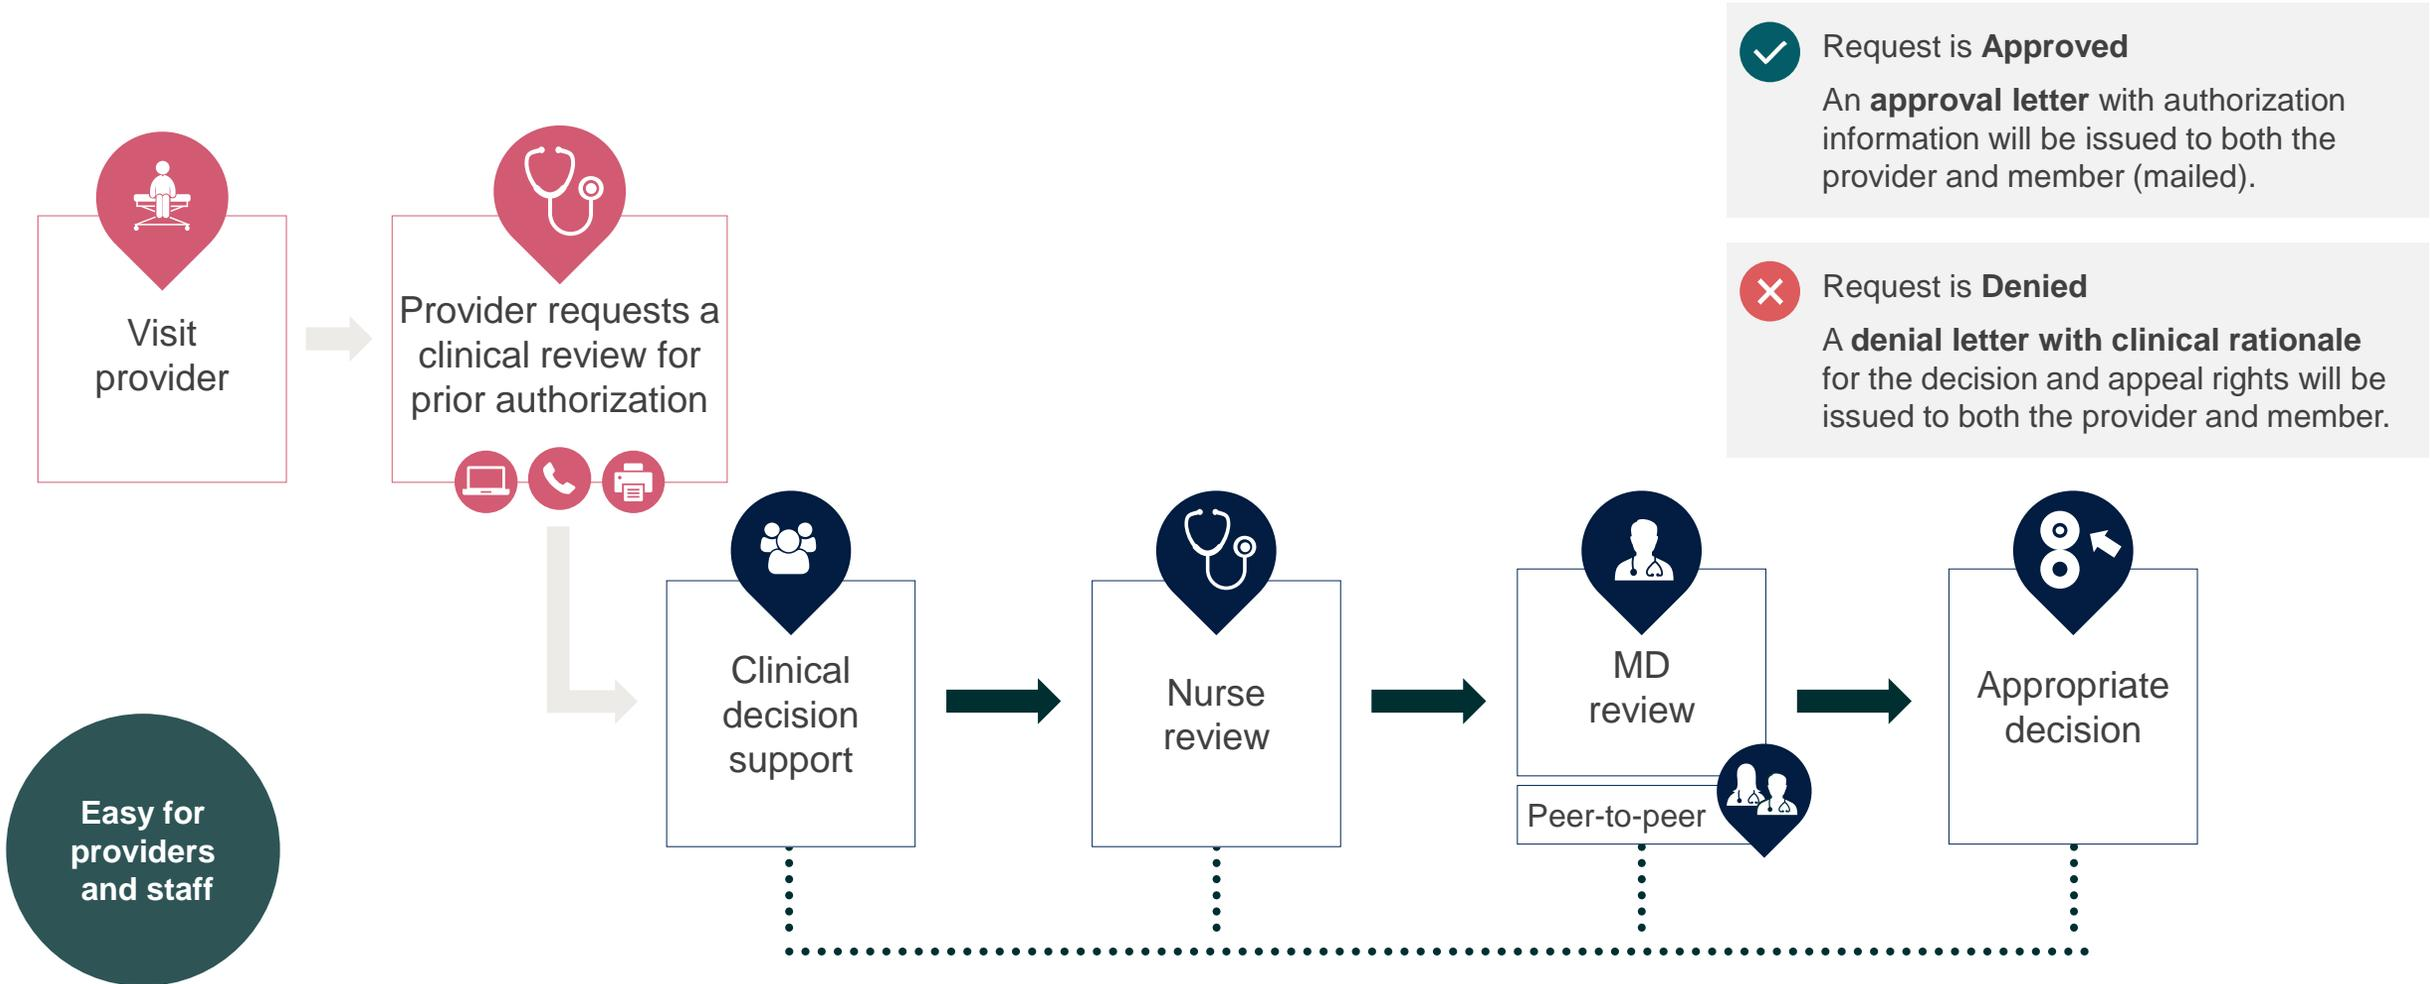 Request is Approved
An approval letter with authorization
information will be issued to both the
provider and member (mailed).
Request is Denied
A denial letter with clinical rationale
for the decision and appeal rights will be
issued to both the provider and member.
Visit
provider
Provider requests a
clinical review for
prior authorization
Clinical
decision
support
Nurse
review
MD
review
Peer-to-peer
Appropriate
decision
Easy for
providers
and staff